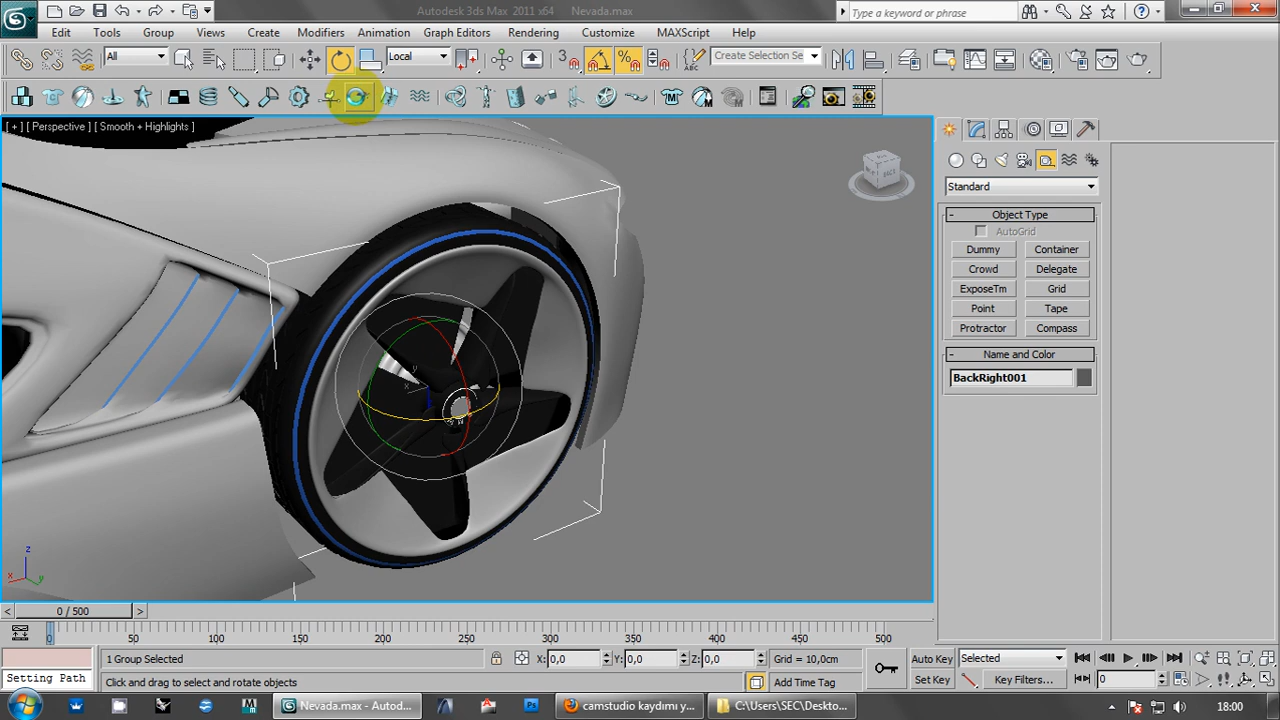 Autodesk 3ds Max 2011 x64 Nevada.max
Type a keyword or phrase
Edit Tools Group Views Create Modifiers Animation Graph Editors Rendering Customize MAXScript Help
All Local 3 % Create Selection Se
[ + ] [ Perspective ] [ Smooth + Highlights ]
Standard
- Object Type
AutoGrid
Dummy Container
Crowd Delegate
ExposeTm Grid
Point Tape
Protractor Compass
- Name and Color
BackRight001
y
x
z
x y
< 0 / 500 >
0 50 100 150 200 250 300 350 400 450 500
1 Group Selected X: 0,0 Y: 0,0 Z: 0,0 Grid = 10,0cm Auto Key Selected
Setting Path Click and drag to select and rotate objects Add Time Tag Set Key Key Filters... 0
Nevada.max - Autod... camstudio kaydımı y... C:\Users\SEC\Deskto... 18:00